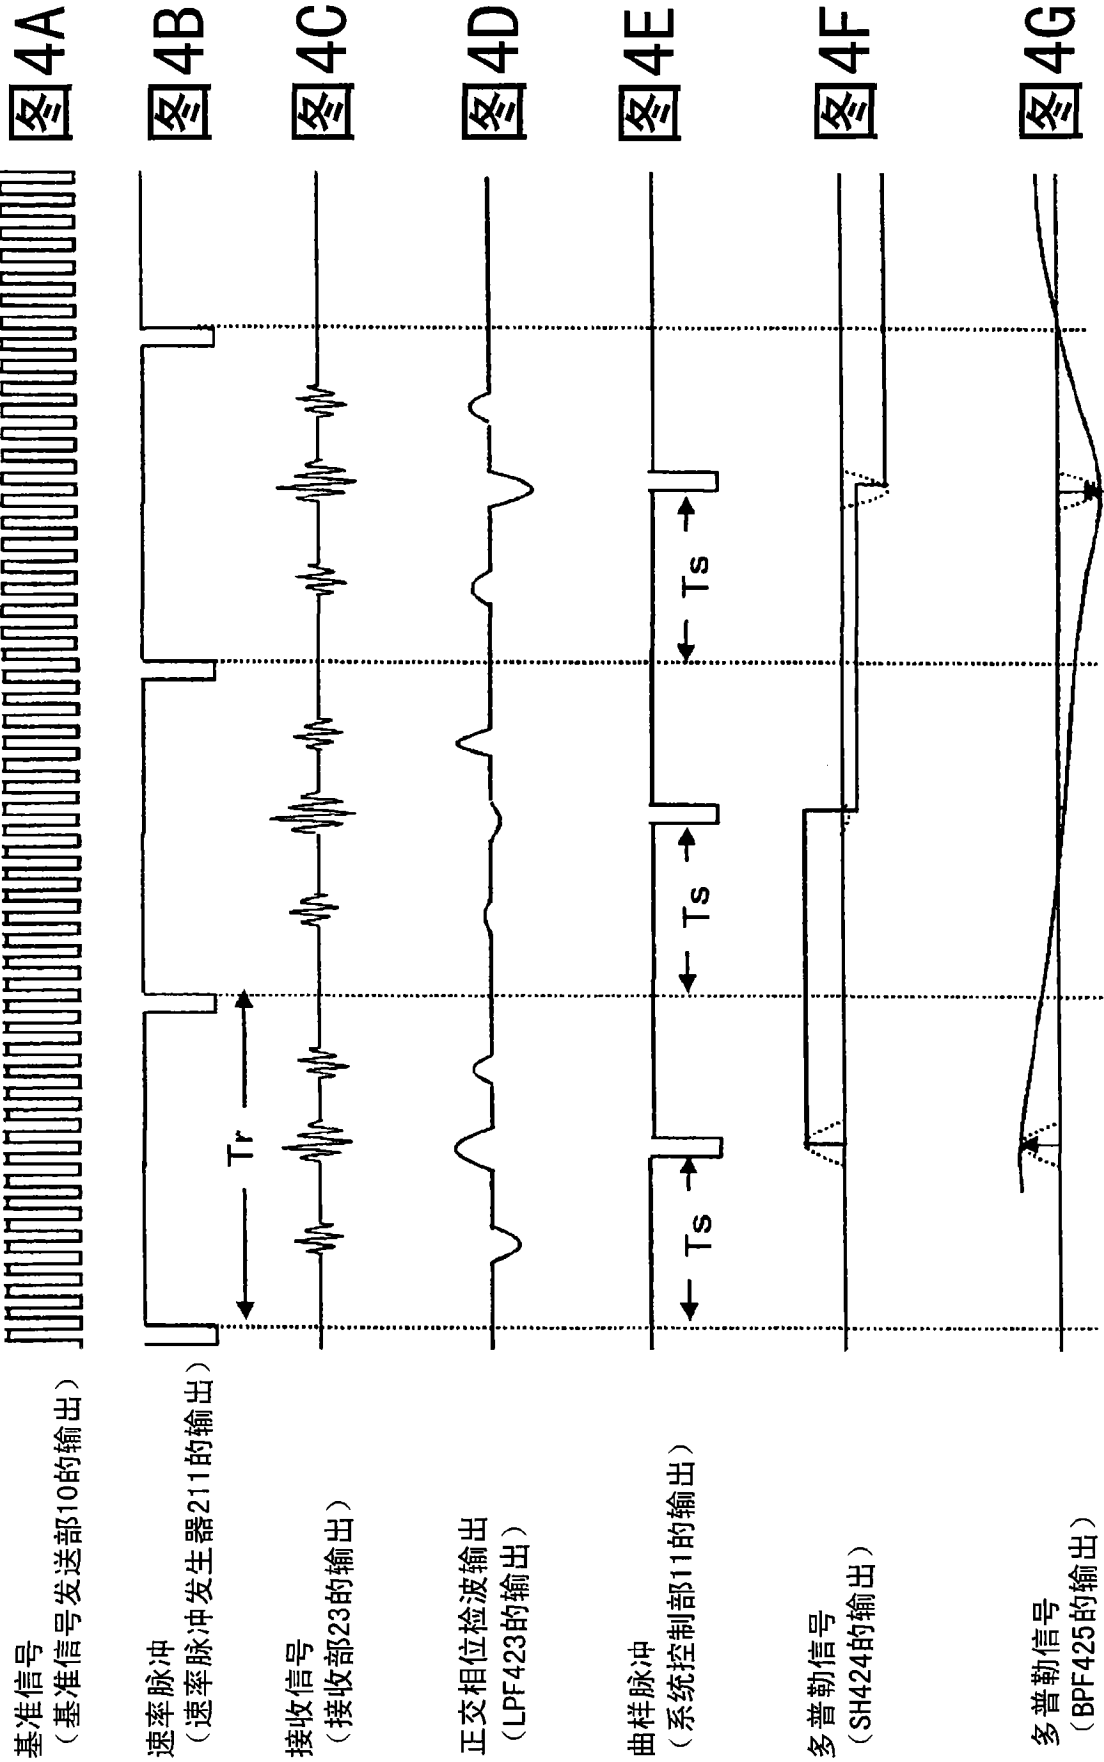 基准信号
（基准信号发送部10的输出）
图4A
速率脉冲
（速率脉冲发生器211的输出）
Tr
图4B
接收信号
（接收部23的输出）
图4C
正交相位检波输出
（LPF423的输出）
图4D
曲样脉冲
（系统控制部11的输出）
Ts
Ts
Ts
图4E
多普勒信号
（SH424的输出）
图4F
多普勒信号
（BPF425的输出）
图4G